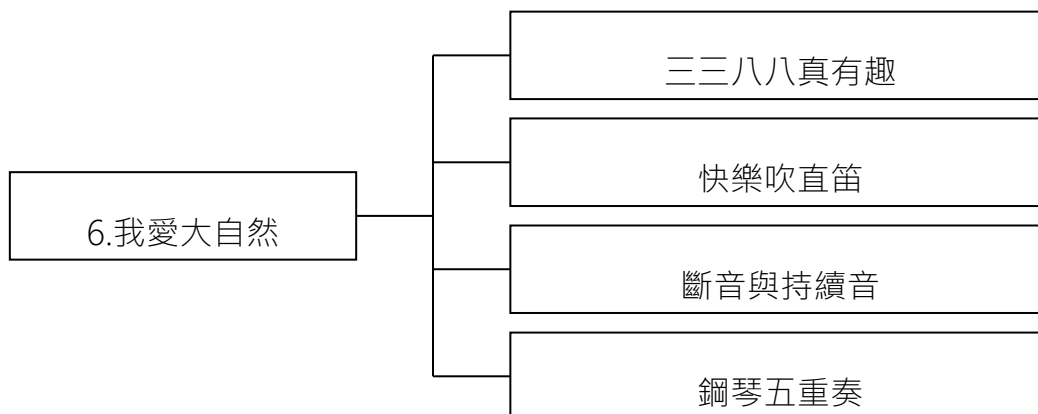 三三八八真有趣
快樂吹直笛
6.我愛大自然
斷音與持續音
鋼琴五重奏